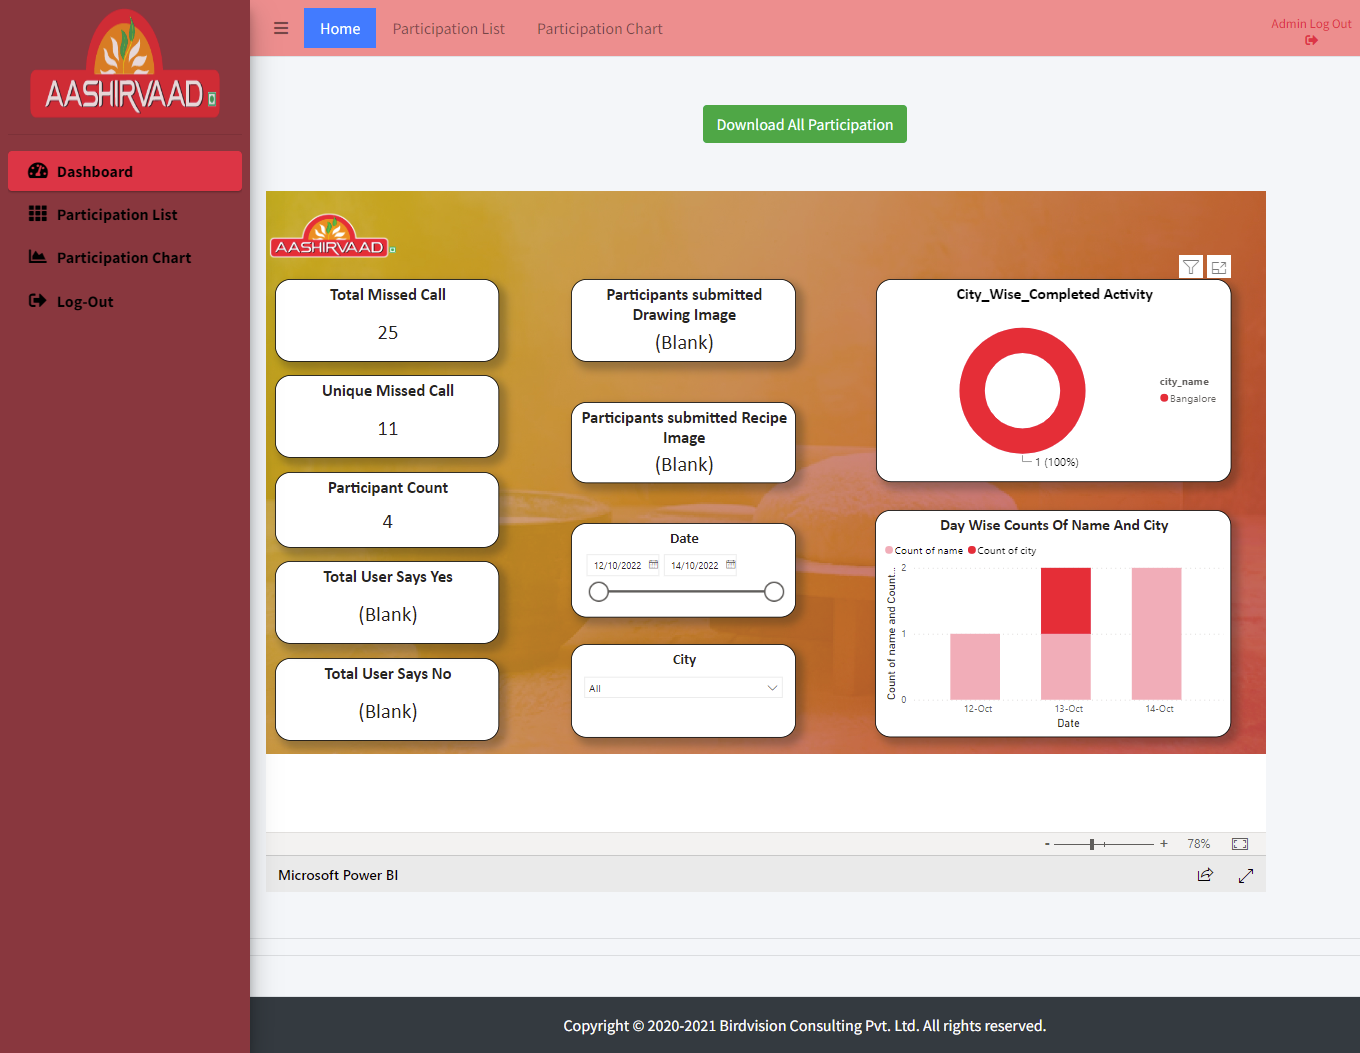 AASHIRVAAD
Dashboard
Participation List
Participation Chart
Log-Out
Home
Participation List
Participation Chart
Admin Log Out
Download All Participation
AASHIRVAAD
Total Missed Call
25
Unique Missed Call
11
Participant Count
4
Total User Says Yes
(Blank)
Total User Says No
(Blank)
Participants submitted
Drawing Image
(Blank)
Participants submitted Recipe
Image
(Blank)
Date
12/10/2022
14/10/2022
City
All
City_Wise_Completed Activity
city_name
Bangalore
1 (100%)
Day Wise Counts Of Name And City
Count of name
Count of city
Count of name and Count...
2
1
0
12-Oct
13-Oct
14-Oct
Date
- + 78%
Microsoft Power BI
Copyright © 2020-2021 Birdvision Consulting Pvt. Ltd. All rights reserved.